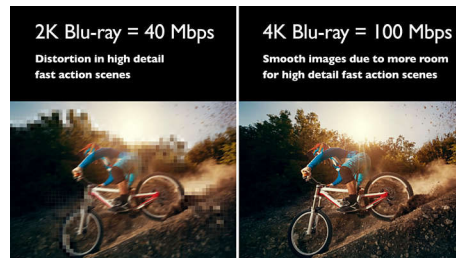 2K Blu-ray = 40 Mbps
Distortion in high detail
fast action scenes
4K Blu-ray = 100 Mbps
Smooth images due to more room
for high detail fast action scenes